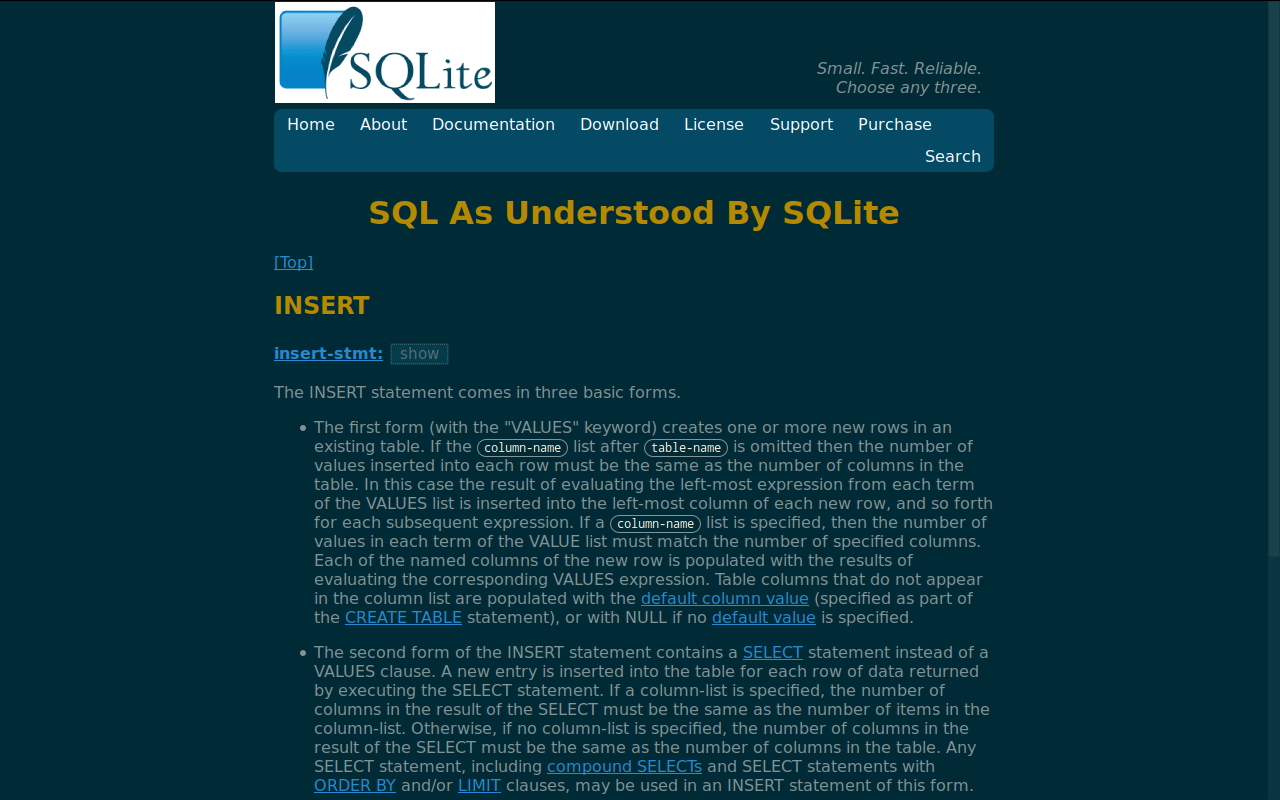 SQLite
Small. Fast. Reliable.
Choose any three.
Home About Documentation Download License Support Purchase
Search
SQL As Understood By SQLite
[Top]
INSERT
insert-stmt: show
The INSERT statement comes in three basic forms.
• The first form (with the "VALUES" keyword) creates one or more new rows in an
existing table. If the column-name list after table-name is omitted then the number of
values inserted into each row must be the same as the number of columns in the
table. In this case the result of evaluating the left-most expression from each term
of the VALUES list is inserted into the left-most column of each new row, and so forth
for each subsequent expression. If a column-name list is specified, then the number of
values in each term of the VALUE list must match the number of specified columns.
Each of the named columns of the new row is populated with the results of
evaluating the corresponding VALUES expression. Table columns that do not appear
in the column list are populated with the default column value (specified as part of
the CREATE TABLE statement), or with NULL if no default value is specified.
• The second form of the INSERT statement contains a SELECT statement instead of a
VALUES clause. A new entry is inserted into the table for each row of data returned
by executing the SELECT statement. If a column-list is specified, the number of
columns in the result of the SELECT must be the same as the number of items in the
column-list. Otherwise, if no column-list is specified, the number of columns in the
result of the SELECT must be the same as the number of columns in the table. Any
SELECT statement, including compound SELECTs and SELECT statements with
ORDER BY and/or LIMIT clauses, may be used in an INSERT statement of this form.